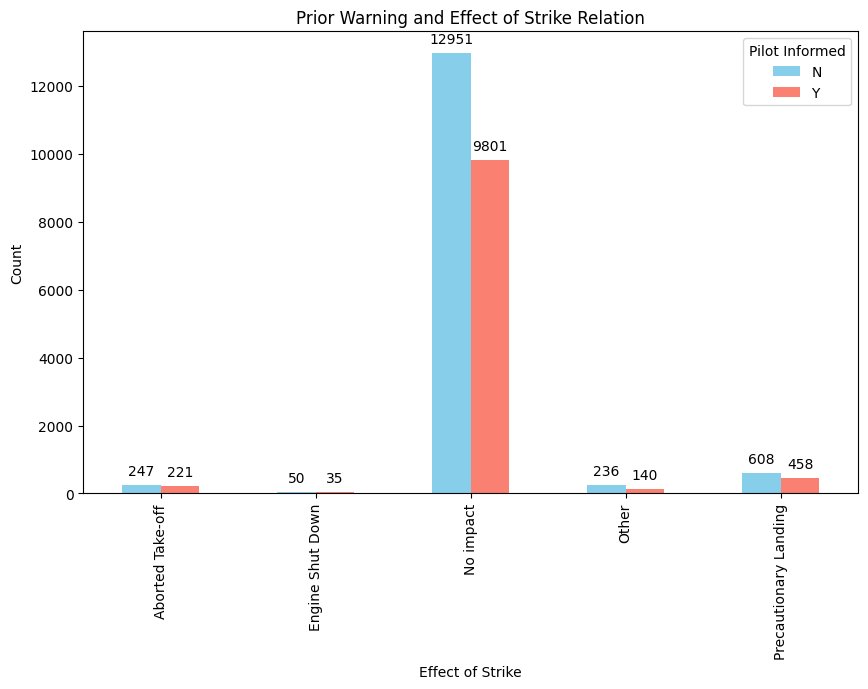 Prior Warning and Effect of Strike Relation
Pilot Informed
N
Y
12951
9801
247
221
50
35
236
140
608
458
Count
12000
10000
8000
6000
4000
2000
0
Aborted Take-off
Engine Shut Down
No impact
Other
Precautionary Landing
Effect of Strike